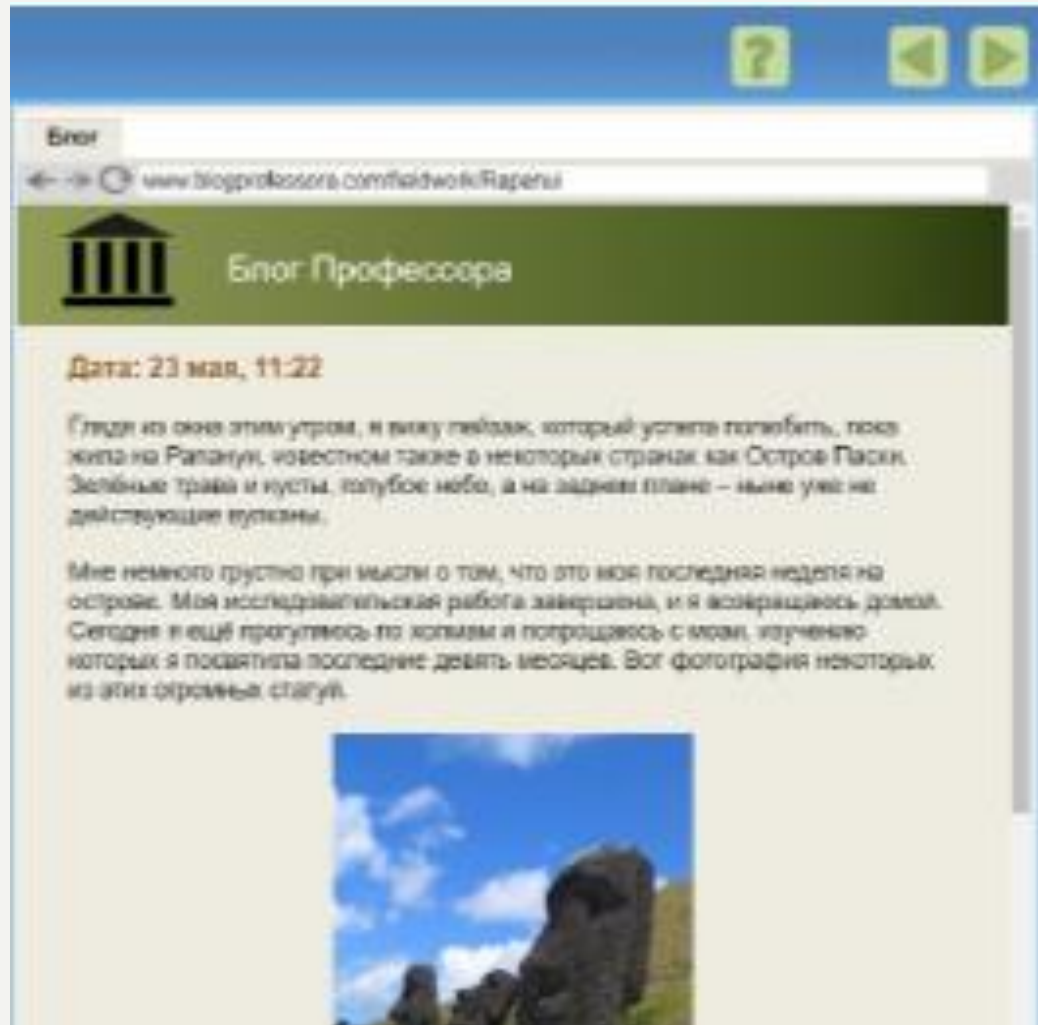 ?
Блог
www.blogprofessora.com/fieldwork/Rapanui
Блог Профессора
Дата: 23 мая, 11:22
Глядя из окна этим утром, я вижу пейзаж, который успела полюбить, пока
жила на Рапануи, известном также в некоторых странах как Остров Пасхи.
Зелёные трава и кусты, голубое небо, а на заднем плане – ныне уже не
действующие вулканы.
Мне немного грустно при мысли о том, что это моя последняя неделя на
острове. Моя исследовательская работа завершена, и я возвращаюсь домой.
Сегодня я ещё прогуляюсь по холмам и попрощаюсь с моаи, изучению
которых я посвятила последние девять месяцев. Вот фотография некоторых
из этих огромных статуй.